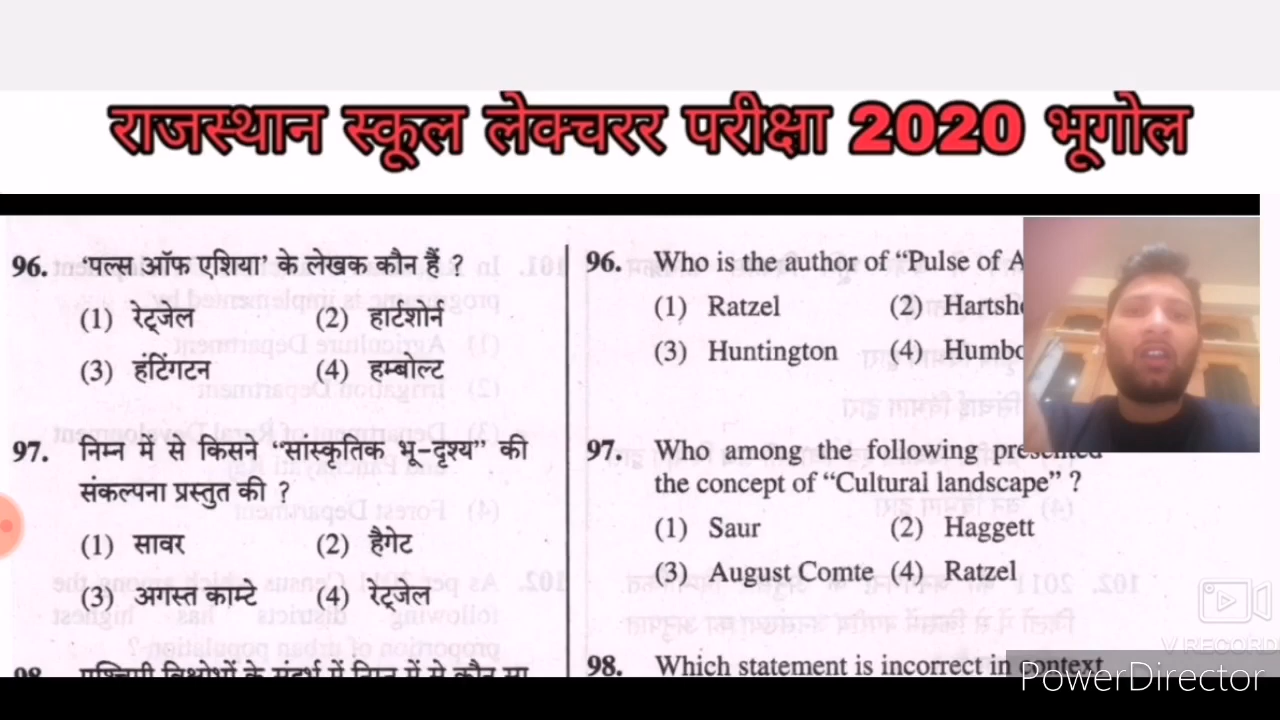 राजस्थान स्कूल लेक्चरर परीक्षा 2020 भूगोल
96. 'पल्स ऑफ एशिया' के लेखक कौन हैं ?
(1) रेट्जेल (2) हार्टशोर्न
(3) हंटिंगटन (4) हम्बोल्ट
97. निम्न में से किसने "सांस्कृतिक भू-दृश्य" की
संकल्पना प्रस्तुत की ?
(1) सावर (2) हैगेट
(3) अगस्त काम्टे (4) रेट्जेल
96. Who is the author of "Pulse of A
(1) Ratzel (2) Hartsh
(3) Huntington (4) Humbo
97. Who among the following presented
the concept of "Cultural landscape" ?
(1) Saur (2) Haggett
(3) August Comte (4) Ratzel
98. Which statement is incorrect in context
V RECORD
PowerDirector